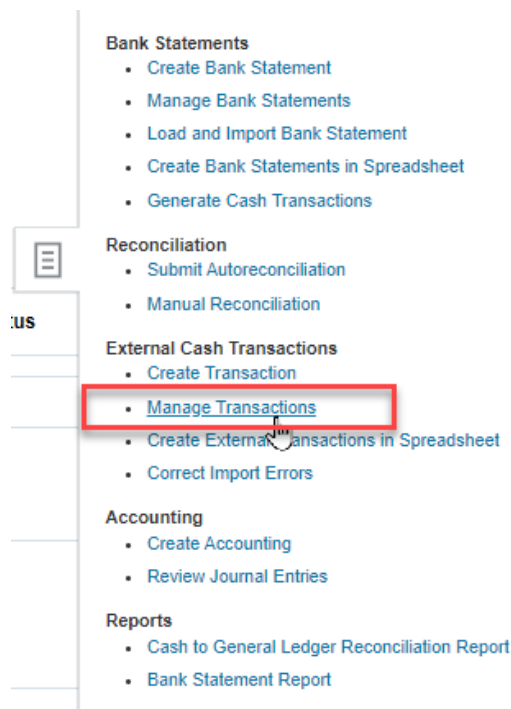 Bank Statements
Create Bank Statement
Manage Bank Statements
Load and Import Bank Statement
Create Bank Statements in Spreadsheet
Generate Cash Transactions
Reconciliation
Submit Autoreconciliation
Manual Reconciliation
tus
External Cash Transactions
Create Transaction
Manage Transactions
Create External Transactions in Spreadsheet
Correct Import Errors
Accounting
Create Accounting
Review Journal Entries
Reports
Cash to General Ledger Reconciliation Report
Bank Statement Report